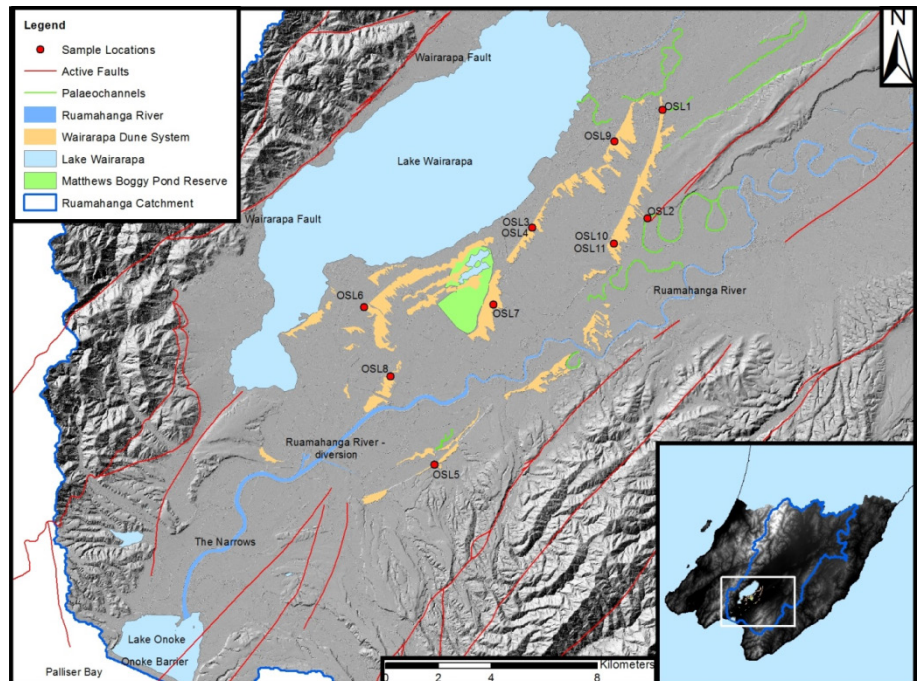 Legend
Sample Locations
Active Faults
Palaeochannels
Ruamahanga River
Wairarapa Dune System
Lake Wairarapa
Matthews Boggy Pond Reserve
Ruamahanga Catchment
N
Wairarapa Fault
OSL1
OSL9
Lake Wairarapa
Wairarapa Fault
OSL3
OSL4
OSL2
OSL10
OSL11
Ruamahanga River
OSL6
OSL7
OSL8
Ruamahanga River -
diversion
OSL5
The Narrows
Lake Onoke
Onoke Barrier
Palliser Bay
Kilometers
0 2 4 8